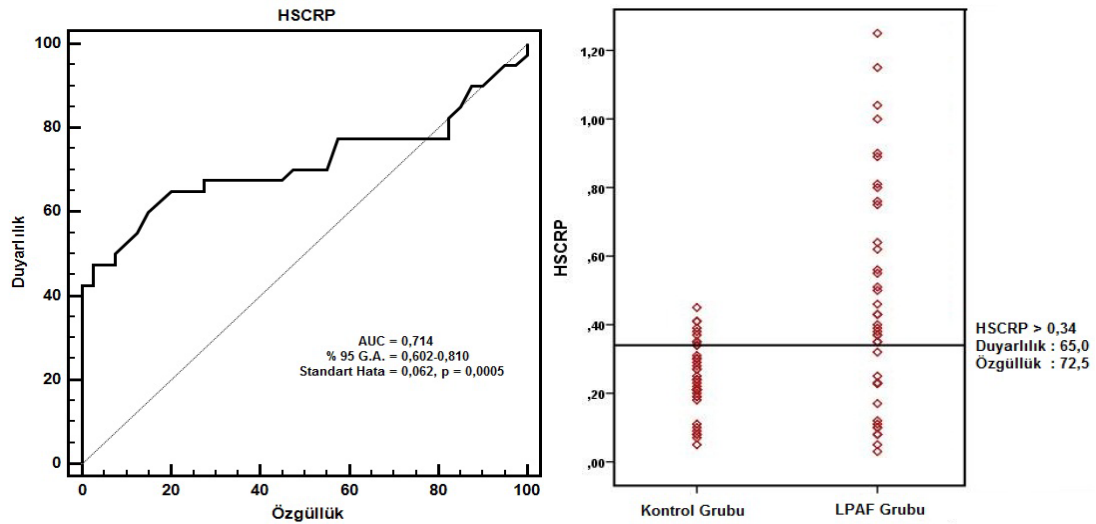 HSCRP
100
80
60
40
20
0
Duyarlılık
AUC = 0,714
% 95 G.A. = 0,602-0,810
Standart Hata = 0,062, p = 0,0005
0 20 40 60 80 100
Özgüllük
1,20
1,00
,80
,60
,40
,20
,00
HSCRP
HSCRP > 0,34
Duyarlılık : 65,0
Özgüllük : 72,5
Kontrol Grubu LPAF Grubu